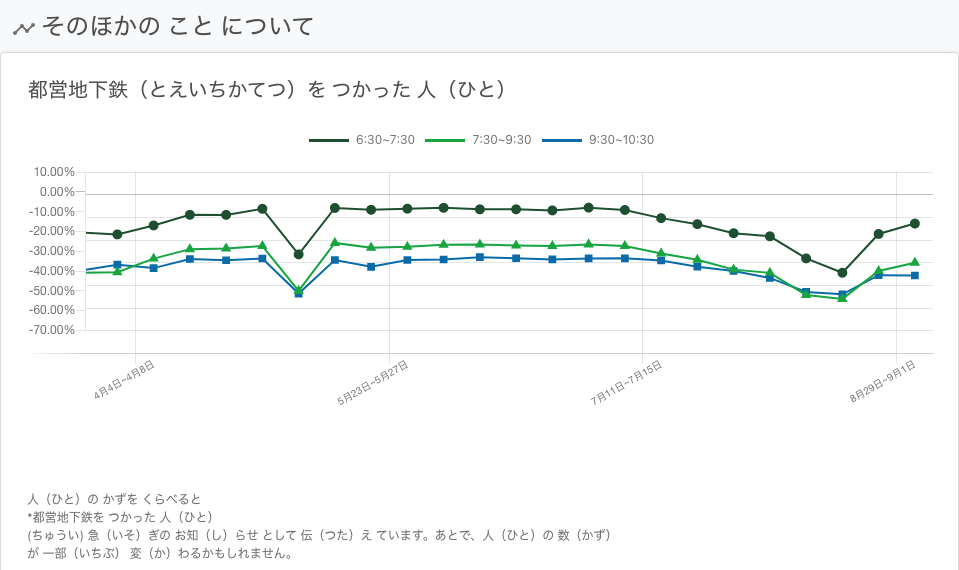 そのほかの こと について
都営地下鉄（とえいちかてつ）を つかった 人（ひと）
6:30~7:30 7:30~9:30 9:30~10:30
10.00%
0.00%
-10.00%
-20.00%
-30.00%
-40.00%
-50.00%
-60.00%
-70.00%
4月4日~4月8日 5月23日~5月27日 7月11日~7月15日 8月29日~9月1日
人（ひと）の かずを くらべると
*都営地下鉄を つかった 人（ひと）
(ちゅうい) 急（いそ）ぎの お知（し）らせ として 伝（つた）え ています。あとで、人（ひと）の 数（かず）
が 一部（いちぶ） 変（か）わるかもしれません。